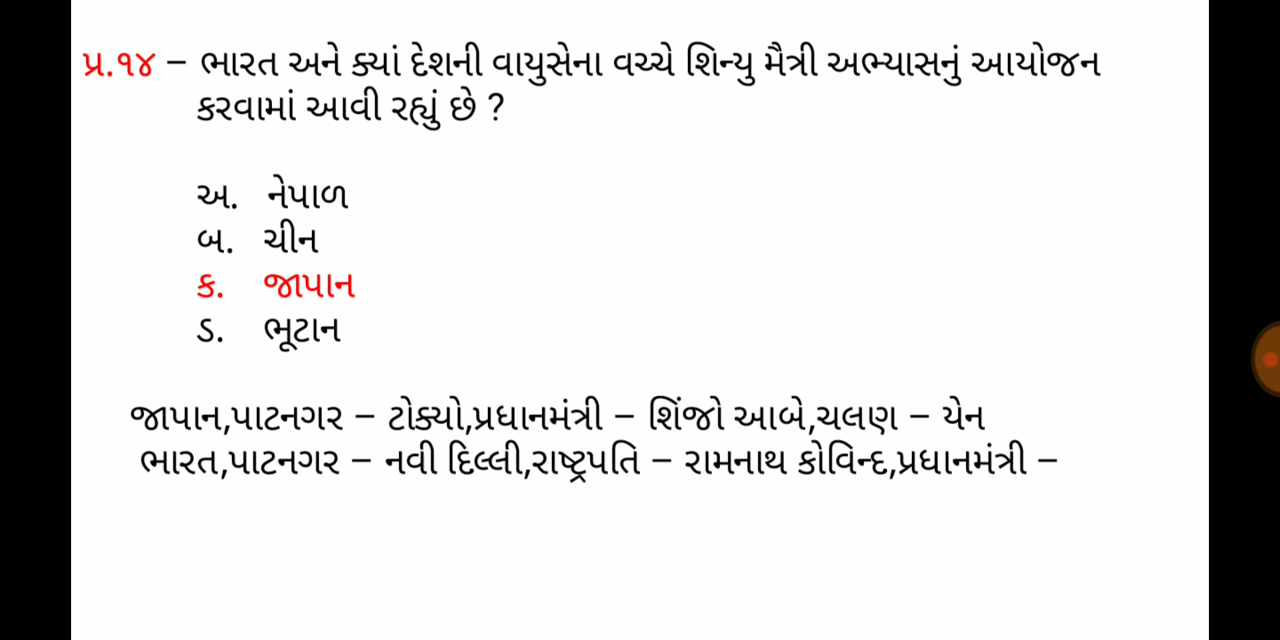 પ્ર.૧૪ – ભારત અને ક્યાં દેશની વાયુસેના વચ્ચે શિન્યુ મૈત્રી અભ્યાસનું આયોજન
કરવામાં આવી રહ્યું છે ?
અ. નેપાળ
બ. ચીન
ક. જાપાન
ડ. ભૂટાન
જાપાન,પાટનગર – ટોક્યો,પ્રધાનમંત્રી – શિંજો આબે,ચલણ – યેન
ભારત,પાટનગર – નવી દિલ્લી,રાષ્ટ્રપતિ – રામનાથ કોવિન્દ,પ્રધાનમંત્રી –